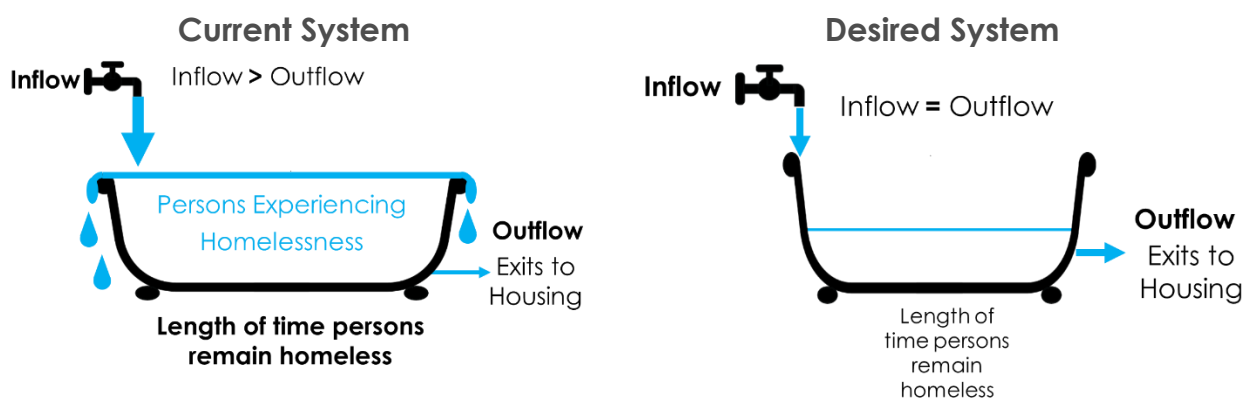 Current System
Inflow
Inflow > Outflow
Persons Experiencing
Homelessness
Outflow
Exits to
Housing
Length of time persons
remain homeless
Desired System
Inflow
Inflow = Outflow
Outflow
Exits to
Housing
Length of
time persons
remain
homeless